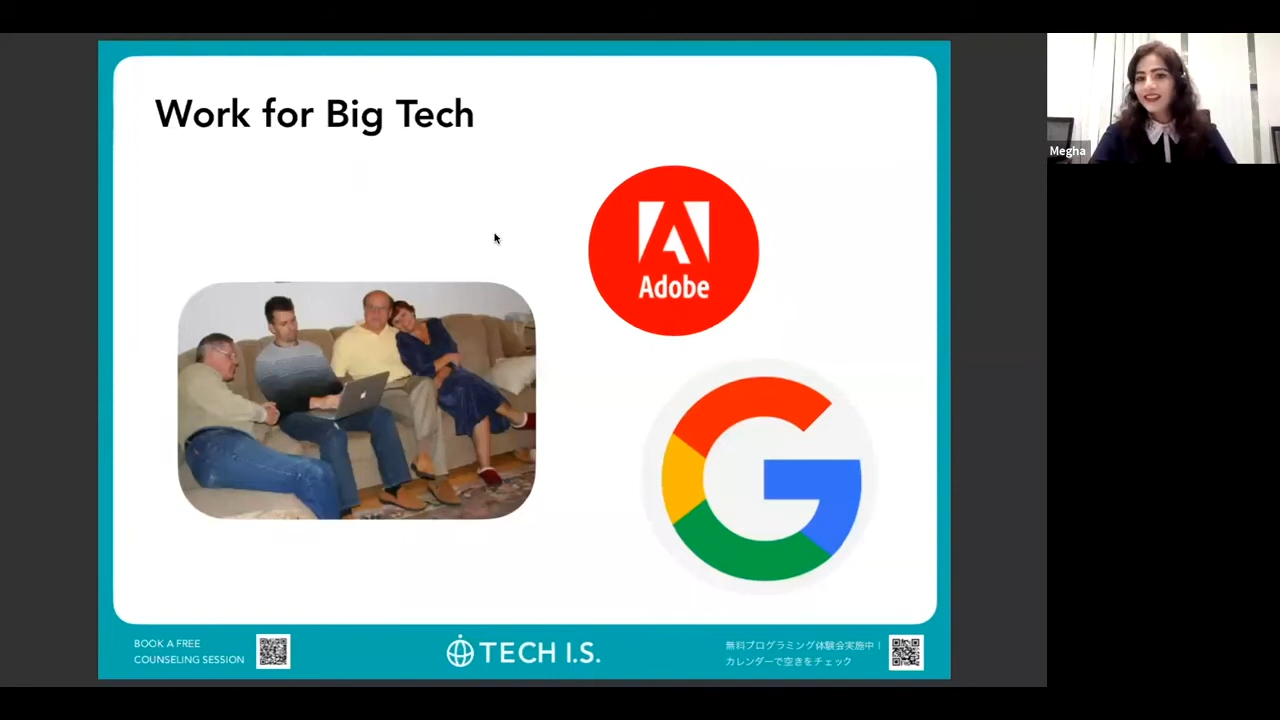 Work for Big Tech
Adobe
Megha
BOOK A FREE
COUNSELING SESSION
TECH I.S.
無料プログラミング体験会実施中！
カレンダーで空きをチェック